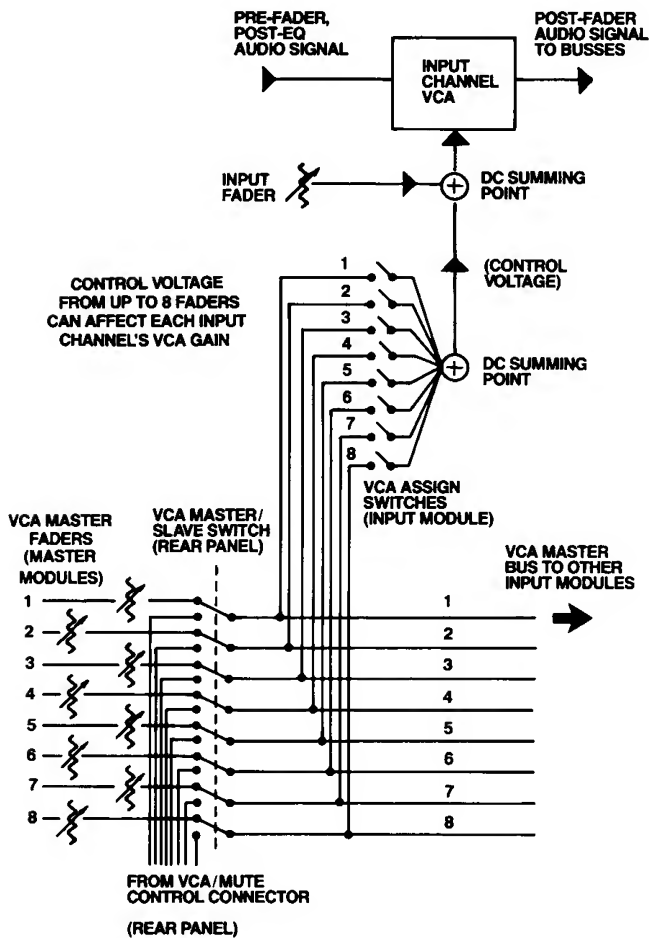 PRE-FADER,
POST-EQ
AUDIO SIGNAL
POST-FADER
AUDIO SIGNAL
TO BUSSES
INPUT
CHANNEL
VCA
INPUT
FADER
DC SUMMING
POINT
CONTROL VOLTAGE
FROM UP TO 8 FADERS
CAN AFFECT EACH INPUT
CHANNEL'S VCA GAIN
(CONTROL
VOLTAGE)
1
2
3
4
5
6
7
8
DC SUMMING
POINT
VCA ASSIGN
SWITCHES
(INPUT MODULE)
VCA MASTER
FADERS
(MASTER
MODULES)
VCA MASTER/
SLAVE SWITCH
(REAR PANEL)
VCA MASTER
BUS TO OTHER
INPUT MODULES
1
2
3
4
5
6
7
8
1
2
3
4
5
6
7
8
FROM VCA/MUTE
CONTROL CONNECTOR
(REAR PANEL)